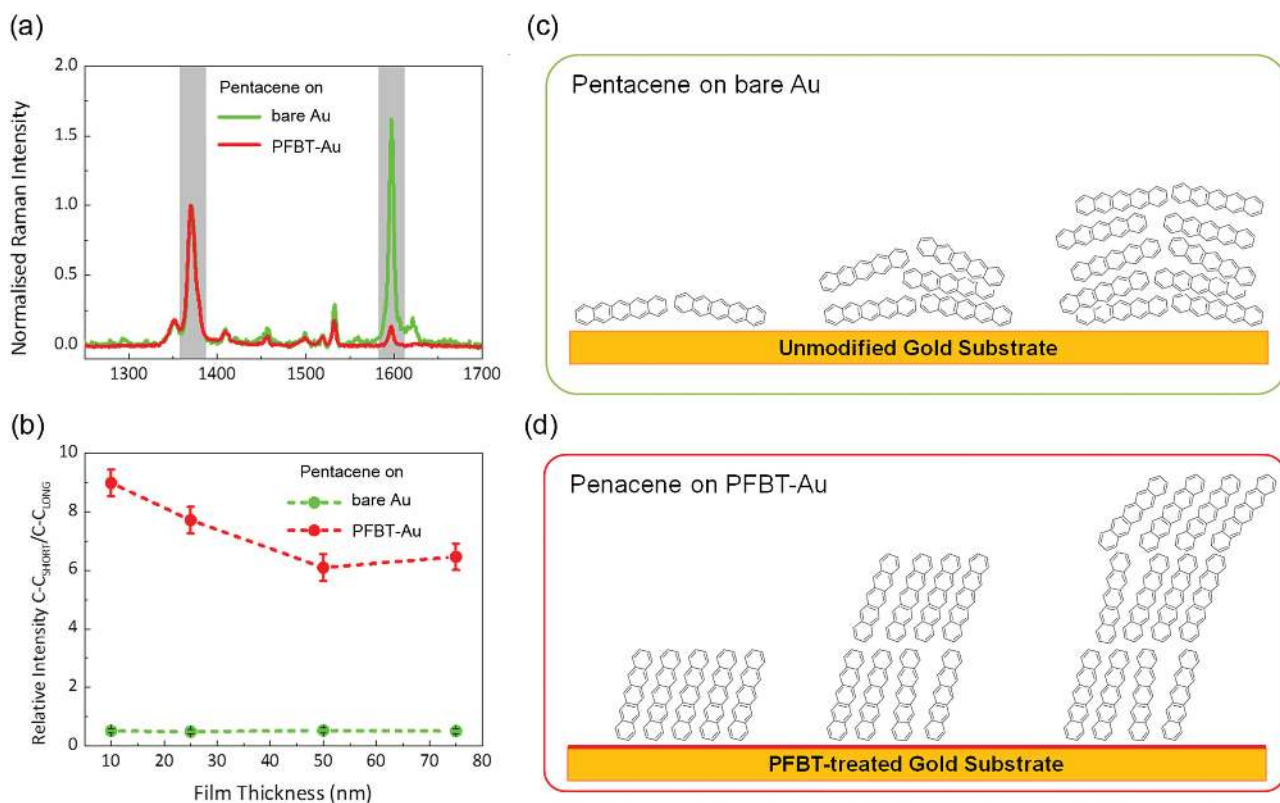 (a)
2.0
1.5
1.0
0.5
0.0
Normalised Raman Intensity
Pentacene on
bare Au
PFBT-Au
1300 1400 1500 1600 1700
(b)
10
8
6
4
2
0
Relative Intensity C-C_SHORT/C-C_LONG
Pentacene on
bare Au
PFBT-Au
0 10 20 30 40 50 60 70 80
Film Thickness (nm)
(c)
Pentacene on bare Au
Unmodified Gold Substrate
(d)
Penacene on PFBT-Au
PFBT-treated Gold Substrate